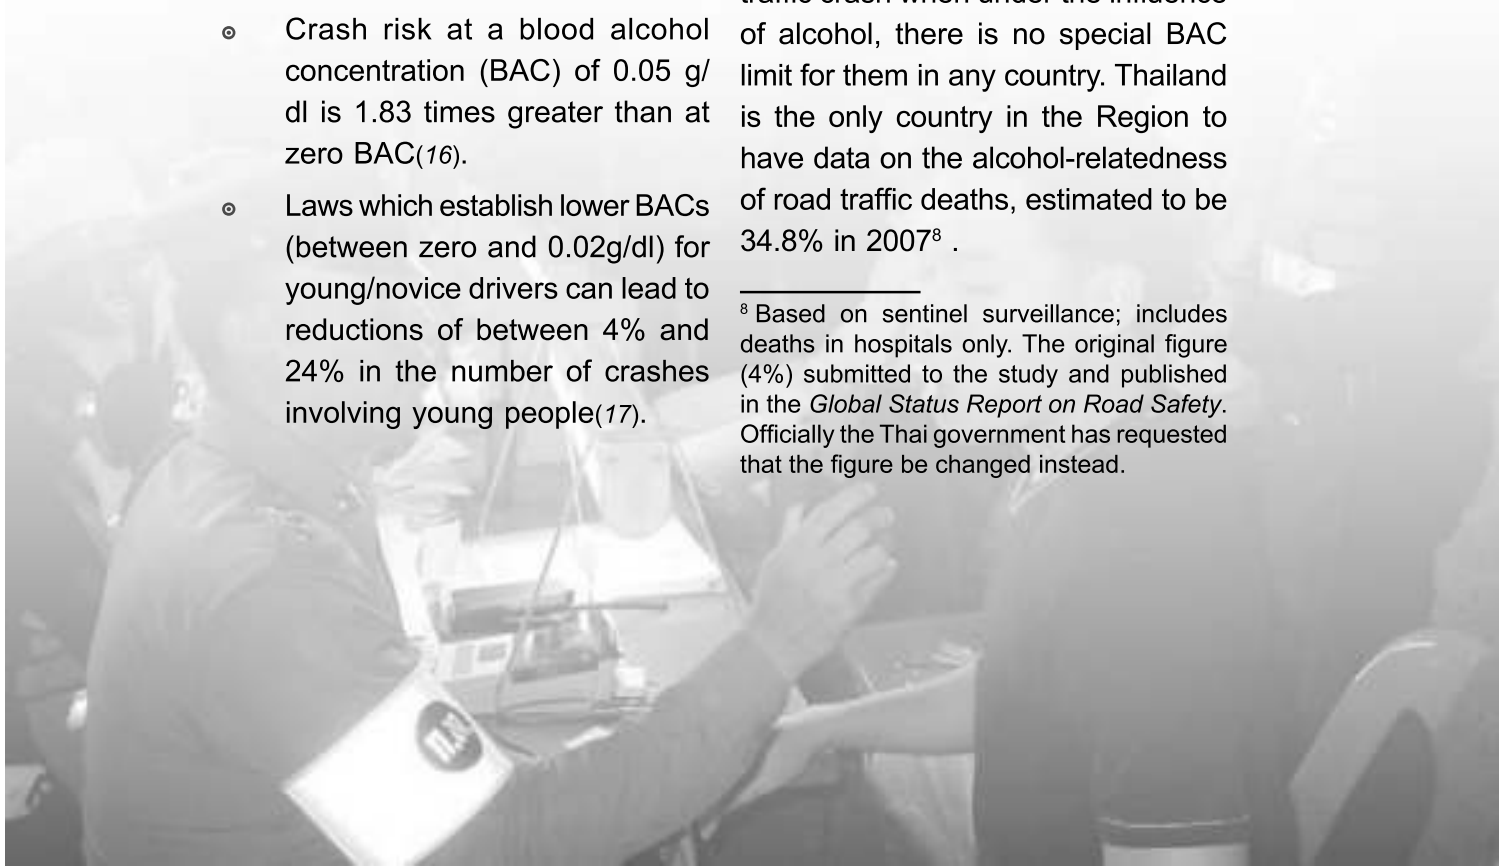 Crash risk at a blood alcohol
concentration (BAC) of 0.05 g/
dl is 1.83 times greater than at
zero BAC(16).
Laws which establish lower BACs
(between zero and 0.02g/dl) for
young/novice drivers can lead to
reductions of between 4% and
24% in the number of crashes
involving young people(17).
traffic crash when under the influence
of alcohol, there is no special BAC
limit for them in any country. Thailand
is the only country in the Region to
have data on the alcohol-relatedness
of road traffic deaths, estimated to be
34.8% in 2007⁸ .
⁸ Based on sentinel surveillance; includes
deaths in hospitals only. The original figure
(4%) submitted to the study and published
in the Global Status Report on Road Safety.
Officially the Thai government has requested
that the figure be changed instead.